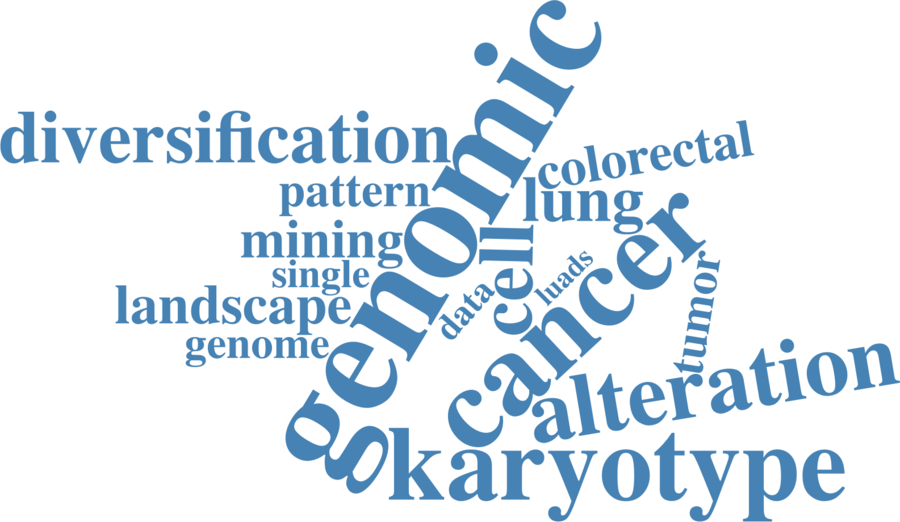 genomic
diversification
colorectal
pattern
lung
mining
cancer
cell
single
luads
data
landscape
tumor
genome
alteration
karyotype